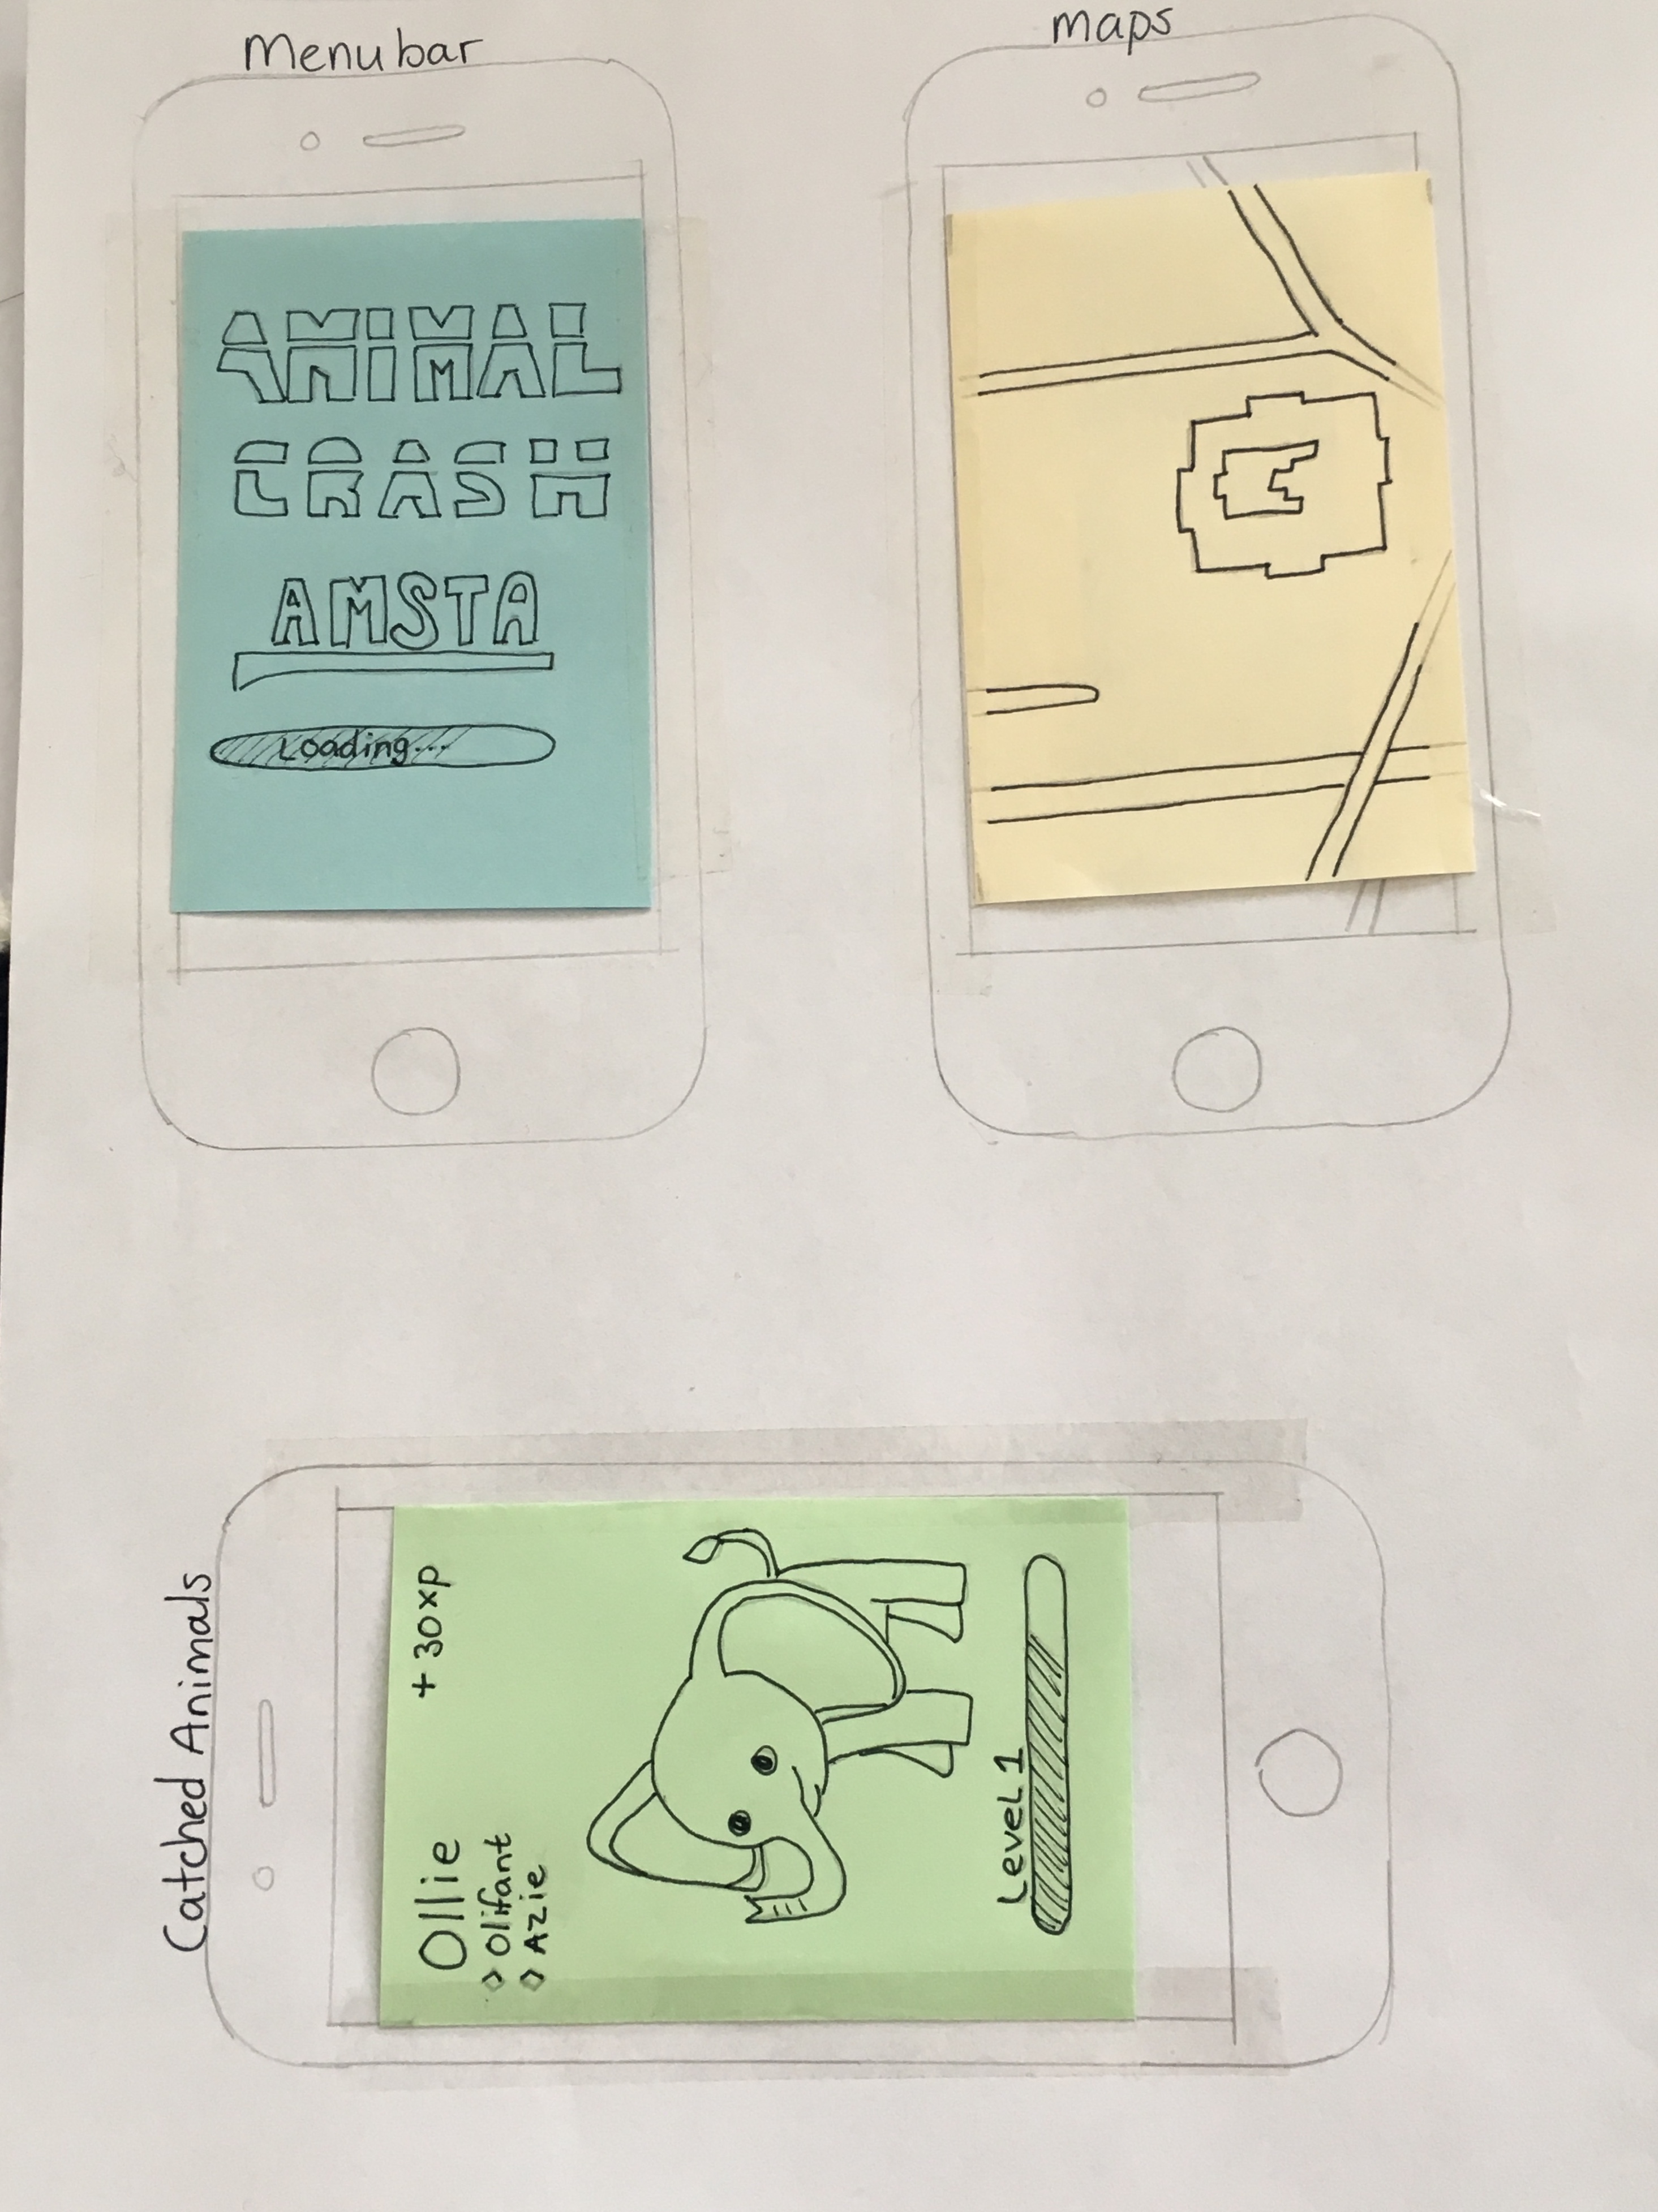 Menubar
ANIMAL
CRASH
AMSTA
Loading...
maps
Catched Animals
Ollie
+ 30xp
◇ Olifant
◇ Azie
Level 1